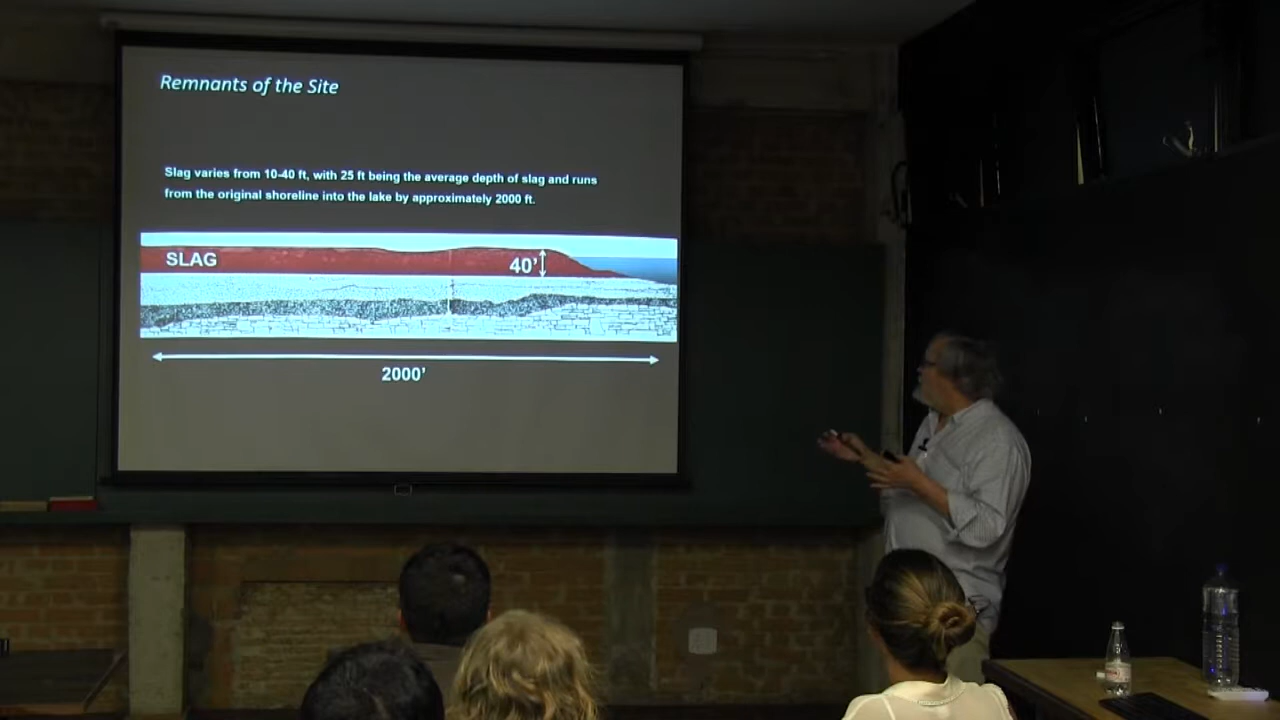 Remnants of the Site
Slag varies from 10-40 ft, with 25 ft being the average depth of slag and runs
from the original shoreline into the lake by approximately 2000 ft.
SLAG
40'
2000'